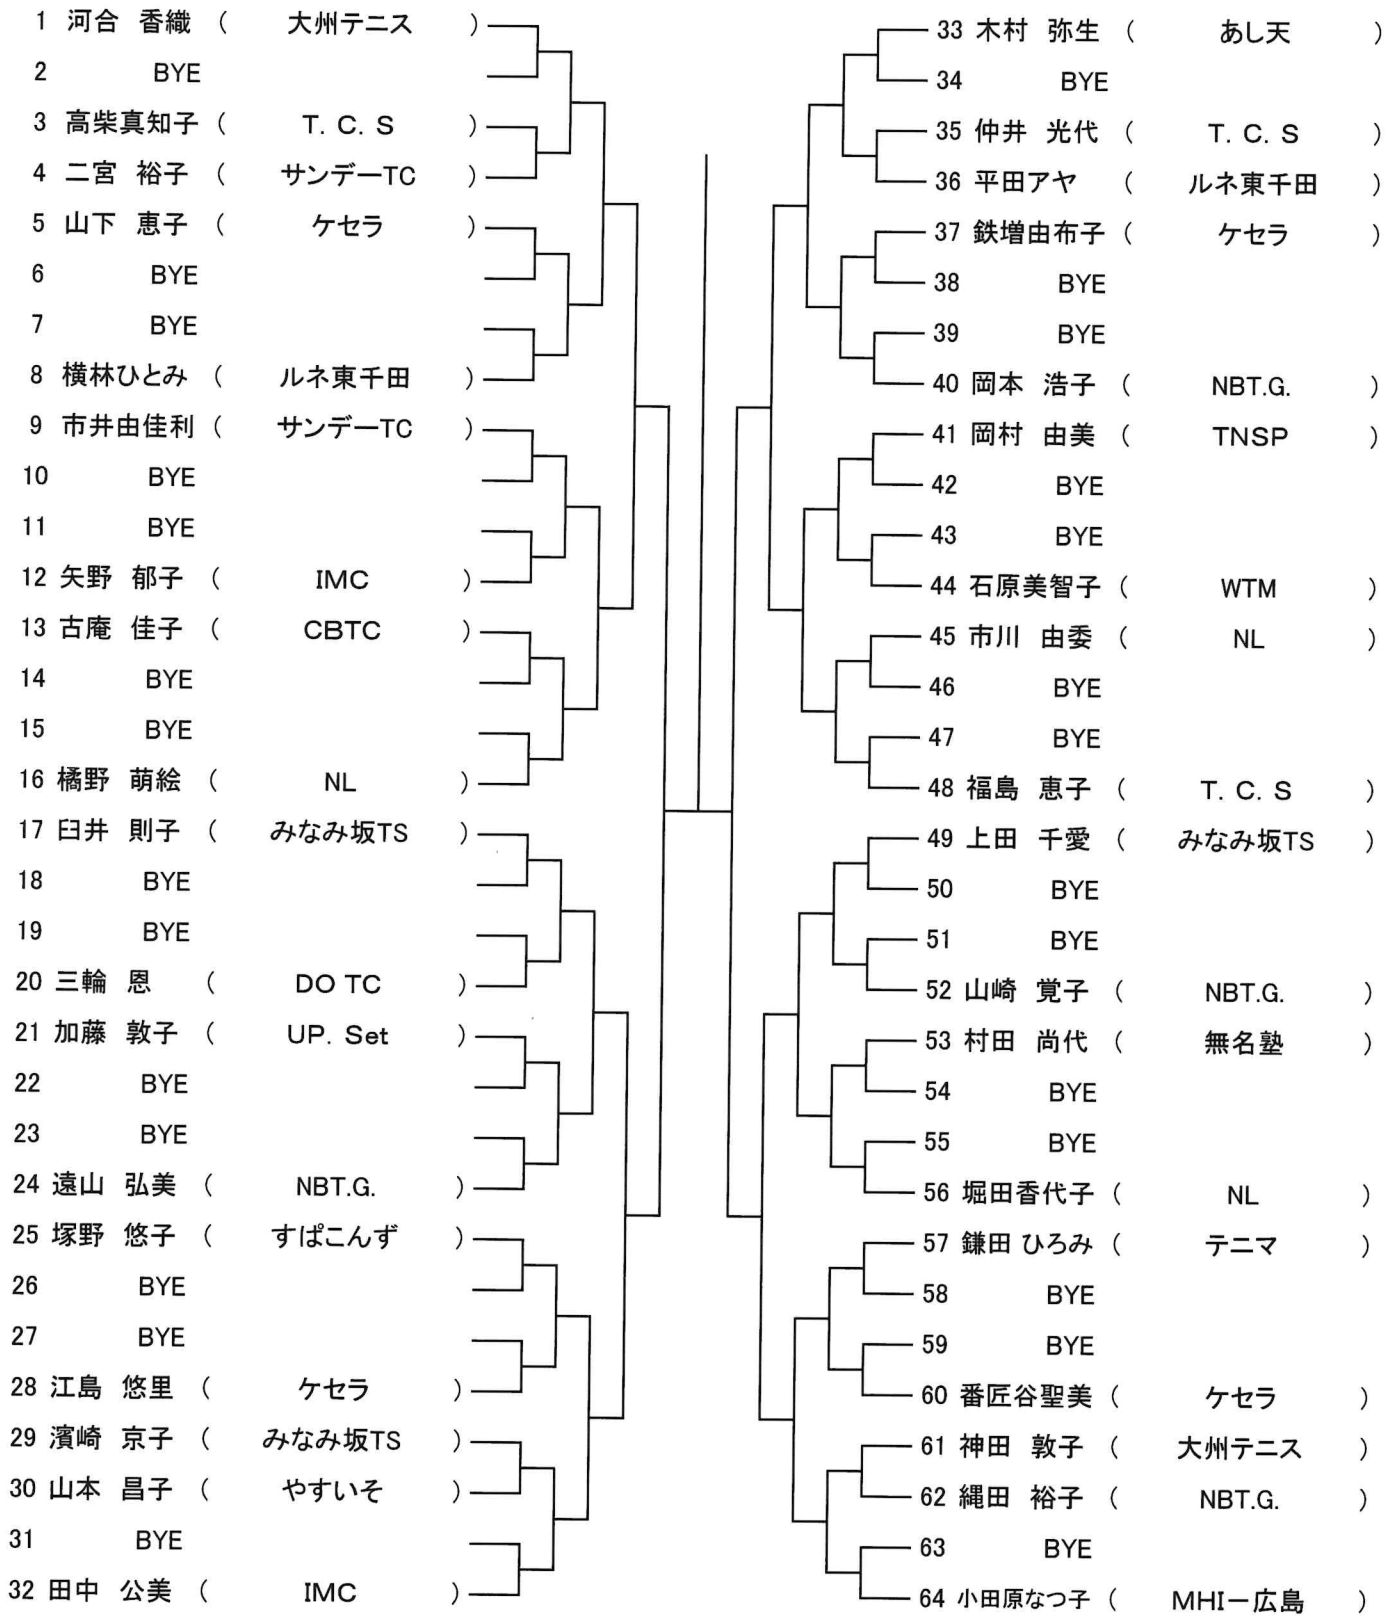 1 河合 香織 ( 大州テニス )
2 BYE
3 高柴真知子 ( T. C. S )
4 二宮 裕子 ( サンデーTC )
5 山下 恵子 ( ケセラ )
6 BYE
7 BYE
8 横林ひとみ ( ルネ東千田 )
9 市井由佳利 ( サンデーTC )
10 BYE
11 BYE
12 矢野 郁子 ( IMC )
13 古庵 佳子 ( CBTC )
14 BYE
15 BYE
16 橘野 萌絵 ( NL )
17 臼井 則子 ( みなみ坂TS )
18 BYE
19 BYE
20 三輪 恩 ( DO TC )
21 加藤 敦子 ( UP. Set )
22 BYE
23 BYE
24 遠山 弘美 ( NBT.G. )
25 塚野 悠子 ( すぱこんず )
26 BYE
27 BYE
28 江島 悠里 ( ケセラ )
29 濱崎 京子 ( みなみ坂TS )
30 山本 昌子 ( やすいそ )
31 BYE
32 田中 公美 ( IMC )
33 木村 弥生 ( あし天 )
34 BYE
35 仲井 光代 ( T. C. S )
36 平田アヤ ( ルネ東千田 )
37 鉄増由布子 ( ケセラ )
38 BYE
39 BYE
40 岡本 浩子 ( NBT.G. )
41 岡村 由美 ( TNSP )
42 BYE
43 BYE
44 石原美智子 ( WTM )
45 市川 由委 ( NL )
46 BYE
47 BYE
48 福島 恵子 ( T. C. S )
49 上田 千愛 ( みなみ坂TS )
50 BYE
51 BYE
52 山崎 覚子 ( NBT.G. )
53 村田 尚代 ( 無名塾 )
54 BYE
55 BYE
56 堀田香代子 ( NL )
57 鎌田 ひろみ ( テニマ )
58 BYE
59 BYE
60 番匠谷聖美 ( ケセラ )
61 神田 敦子 ( 大州テニス )
62 縄田 裕子 ( NBT.G. )
63 BYE
64 小田原なつ子 ( MHIー広島 )